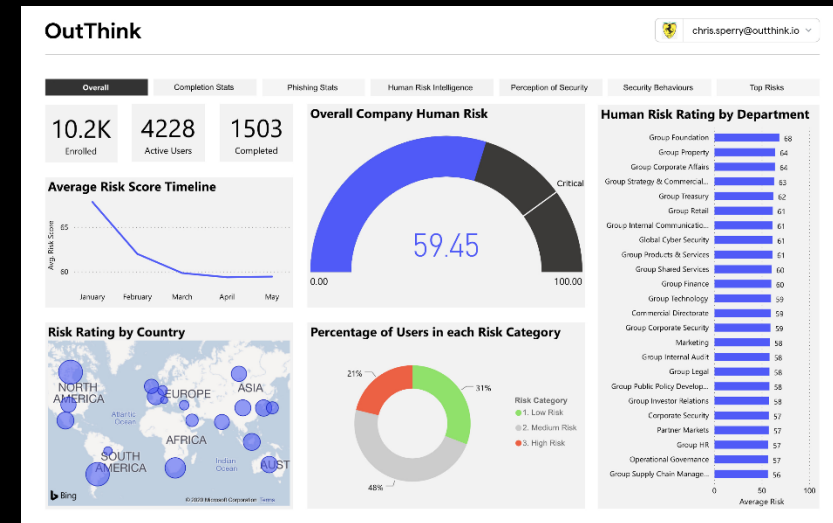 OutThink
chris.sperry@outthink.io
Overall
Completion Stats
Phishing Stats
Human Risk Intelligence
Perception of Security
Security Behaviours
Top Risks
10.2K
Enrolled
4228
Active Users
1503
Completed
Average Risk Score Timeline
Avg. Risk Score
65
60
January February March April May
Overall Company Human Risk
Critical
59.45
0.00
100.00
Human Risk Rating by Department
Group Foundation 68
Group Property 64
Group Corporate Affairs 64
Group Strategy & Commercial... 63
Group Treasury 62
Group Retail 61
Group Internal Communicatio... 61
Global Cyber Security 61
Group Products & Services 61
Group Shared Services 60
Group Finance 60
Group Technology 59
Commercial Directorate 59
Group Corporate Security 59
Marketing 58
Group Internal Audit 58
Group Legal 58
Group Public Policy Develop... 58
Group Investor Relations 58
Corporate Security 57
Partner Markets 57
Group HR 57
Operational Governance 57
Group Supply Chain Manage... 56
0 50 100
Average Risk
Risk Rating by Country
NORTH
AMERICA
EUROPE
ASIA
Atlantic
Ocean
AFRICA
SOUTH
AMERICA
Indian
Ocean
AUST
Bing
© 2020 Microsoft Corporation Terms
Percentage of Users in each Risk Category
21%
31%
48%
Risk Category
1. Low Risk
2. Medium Risk
3. High Risk